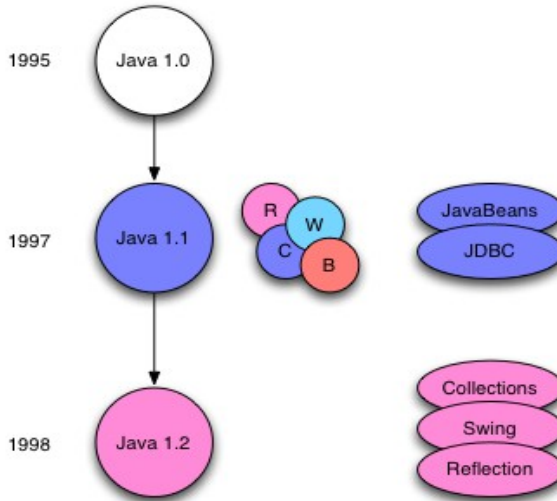 1995
Java 1.0
1997
Java 1.1
R
W
C
B
JavaBeans
JDBC
1998
Java 1.2
Collections
Swing
Reflection